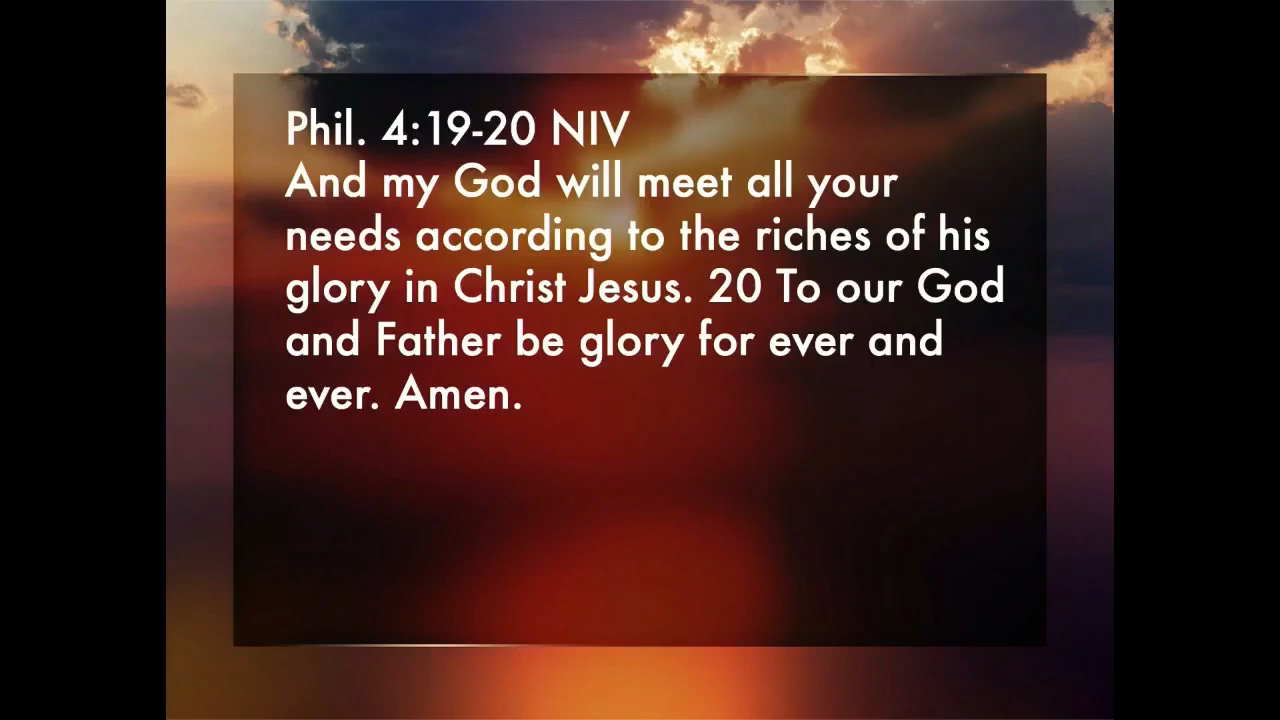 Phil. 4:19-20 NIV
And my God will meet all your
needs according to the riches of his
glory in Christ Jesus. 20 To our God
and Father be glory for ever and
ever. Amen.